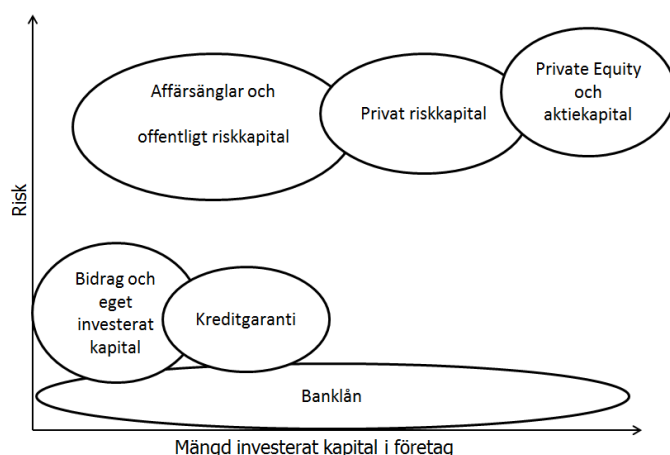 Private Equity
och
aktiekapital
Affärsänglar och
offentligt riskkapital
Privat riskkapital
Risk
Bidrag och
eget
investerat
kapital
Kreditgaranti
Banklån
Mängd investerat kapital i företag